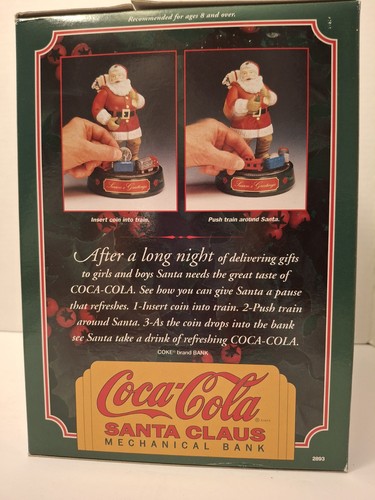 Recommended for ages 8 and over.
Season's Greetings
Season's Greetings
Insert coin into train.
Push train around Santa.
After a long night of delivering gifts
to girls and boys Santa needs the great taste of
COCA-COLA. See how you can give Santa a pause
that refreshes. 1-Insert coin into train. 2-Push train
around Santa. 3-As the coin drops into the bank
see Santa take a drink of refreshing COCA-COLA.
COKE® brand BANK
Coca-Cola
SANTA CLAUS
MECHANICAL BANK
2893